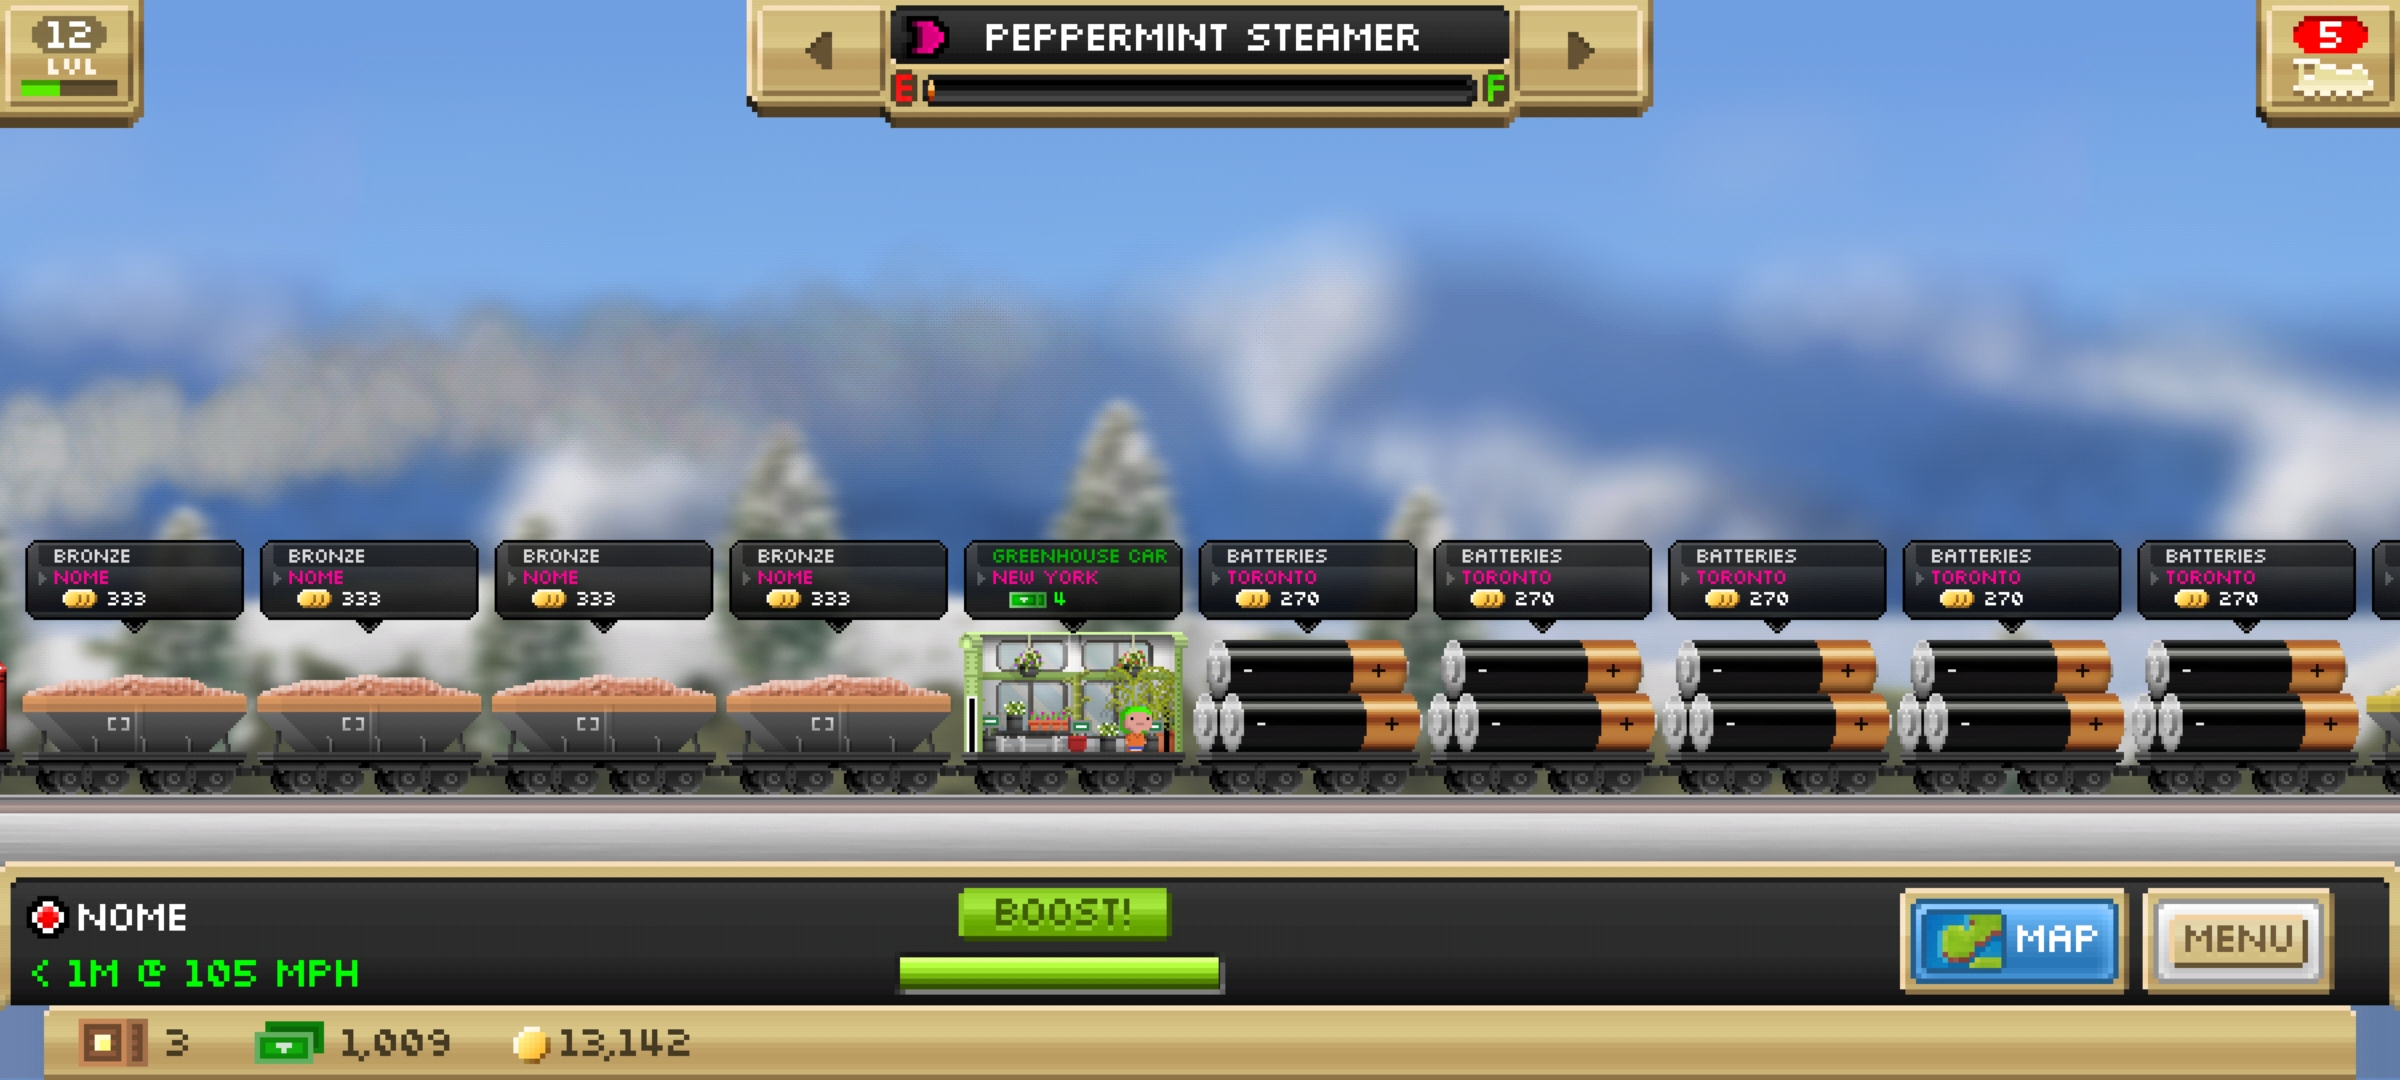 12
LVL
PEPPERMINT STEAMER
E F
5
BRONZE
NOME
333
BRONZE
NOME
333
BRONZE
NOME
333
BRONZE
NOME
333
GREENHOUSE CAR
NEW YORK
4
BATTERIES
TORONTO
270
BATTERIES
TORONTO
270
BATTERIES
TORONTO
270
BATTERIES
TORONTO
270
BATTERIES
TORONTO
270
- + - + - + - + - +
- + - + - + - + - +
NOME
< 1M @ 105 MPH
BOOST!
MAP
MENU
3 1,009 13,142